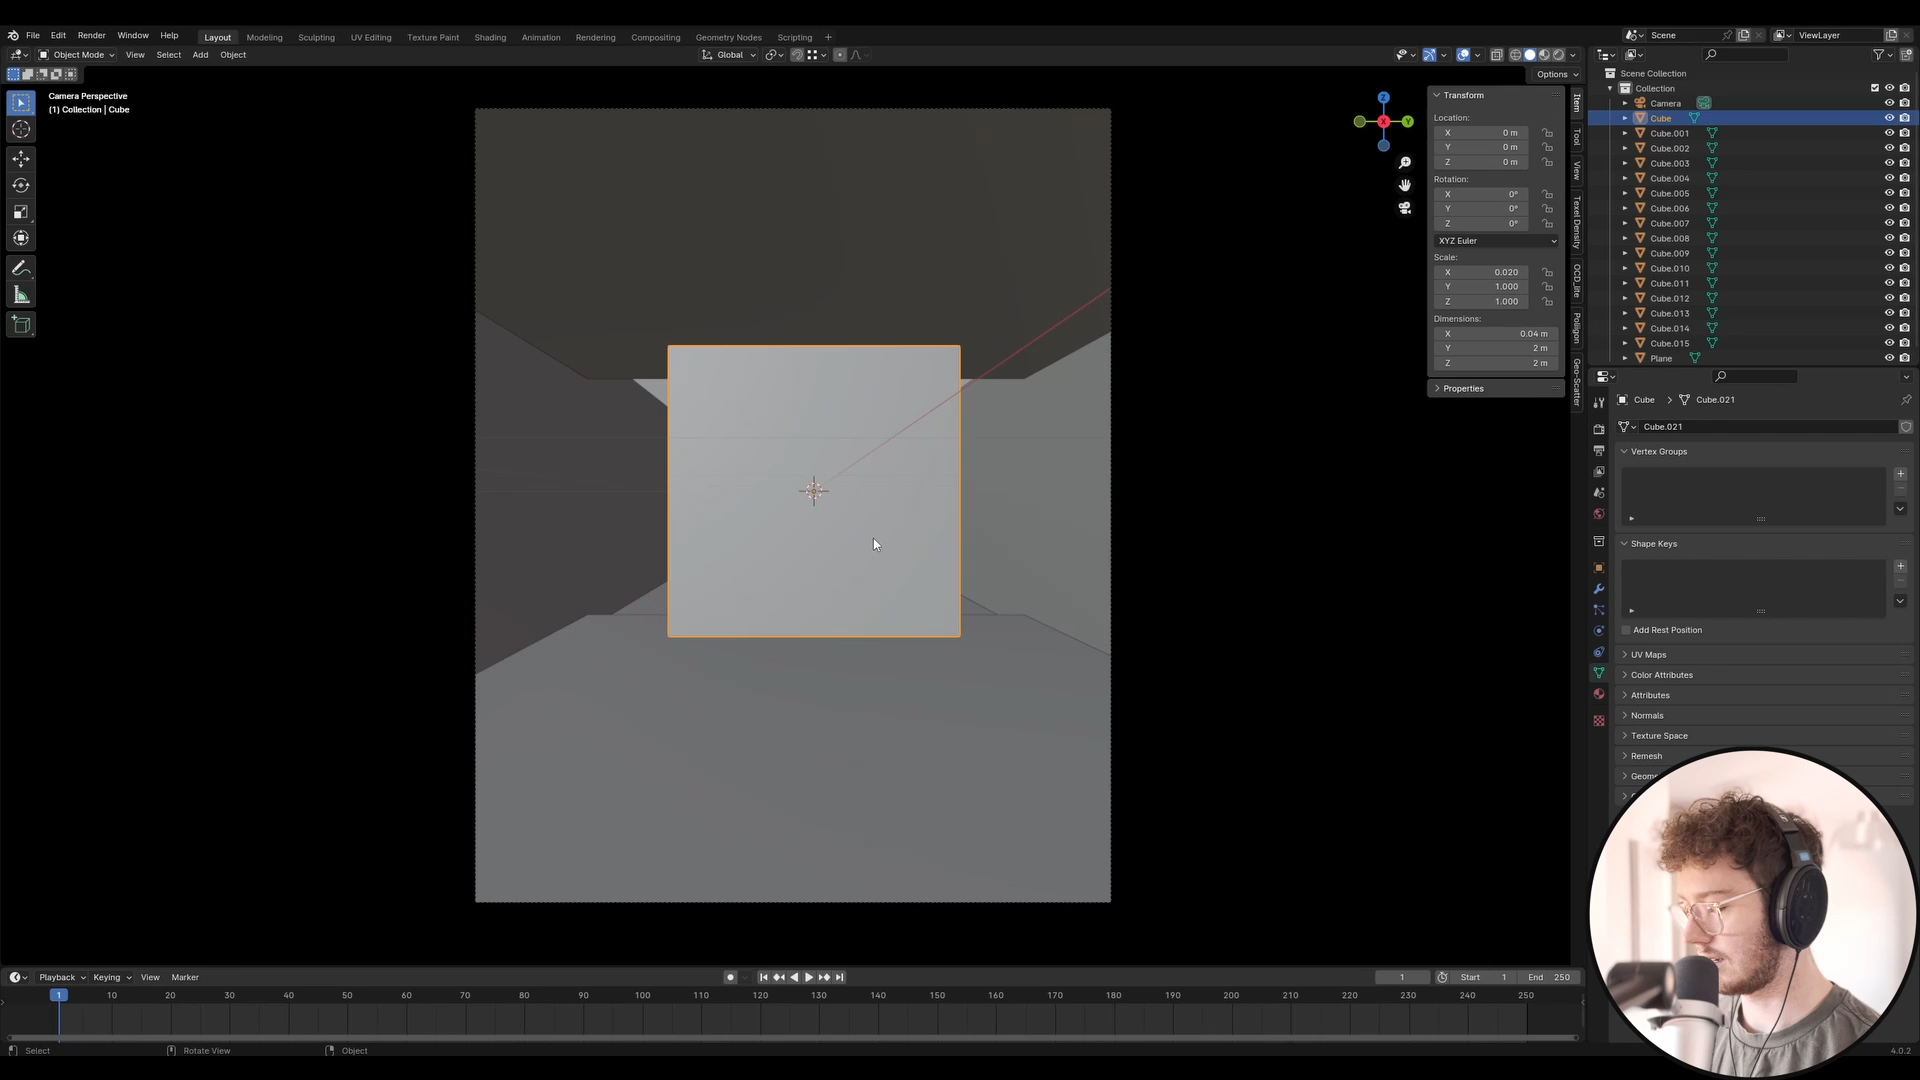 File Edit Render Window Help Layout Modeling Sculpting UV Editing Texture Paint Shading Animation Rendering Compositing Geometry Nodes Scripting + Scene ViewLayer
Object Mode View Select Add Object Global
Options
Camera Perspective
(1) Collection | Cube
Z
X
Y
Transform
Location:
X 0 m
Y 0 m
Z 0 m
Rotation:
X 0°
Y 0°
Z 0°
XYZ Euler
Scale:
X 0.020
Y 1.000
Z 1.000
Dimensions:
X 0.04 m
Y 2 m
Z 2 m
Properties
Item
Tool
View
Texel Density
OCD_lite
Poliigon
Geo-Scatter
Scene Collection
Collection
Camera
Cube
Cube.001
Cube.002
Cube.003
Cube.004
Cube.005
Cube.006
Cube.007
Cube.008
Cube.009
Cube.010
Cube.011
Cube.012
Cube.013
Cube.014
Cube.015
Plane
Cube > Cube.021
Cube.021
Vertex Groups
Shape Keys
Add Rest Position
UV Maps
Color Attributes
Attributes
Normals
Texture Space
Remesh
Geom
Playback Keying View Marker 1 Start 1 End 250
1 10 20 30 40 50 60 70 80 90 100 110 120 130 140 150 160 170 180 190 200 210 220 230 240 250
Select Rotate View Object 4.0.2